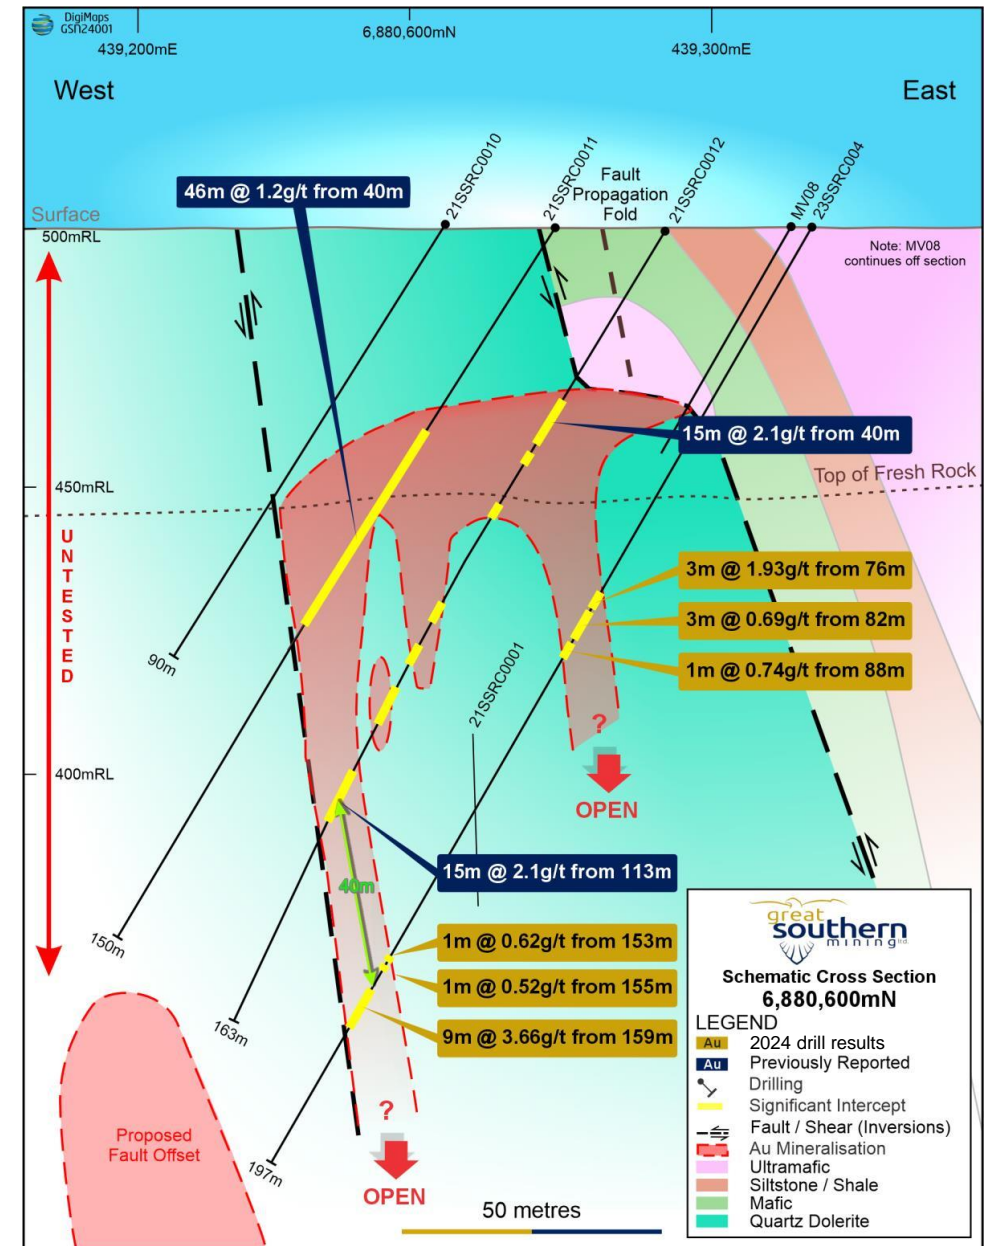 DigiMaps
GSN24001
439,200mE
6,880,600mN
439,300mE
West
East
21SSRC0010
21SSRC0011
21SSRC0012
MV08
23SSRC004
Fault
Propagation
Fold
46m @ 1.2g/t from 40m
Surface
500mRL
Note: MV08
continues off section
15m @ 2.1g/t from 40m
Top of Fresh Rock
450mRL
UNTESTED
3m @ 1.93g/t from 76m
3m @ 0.69g/t from 82m
1m @ 0.74g/t from 88m
90m
21SSRC0001
?
OPEN
400mRL
40m
15m @ 2.1g/t from 113m
1m @ 0.62g/t from 153m
1m @ 0.52g/t from 155m
9m @ 3.66g/t from 159m
150m
163m
197m
Proposed
Fault Offset
?
OPEN
50 metres
great
southern
mining ltd.
Schematic Cross Section
6,880,600mN
LEGEND
Au 2024 drill results
Au Previously Reported
Drilling
Significant Intercept
Fault / Shear (Inversions)
Au Mineralisation
Ultramafic
Siltstone / Shale
Mafic
Quartz Dolerite